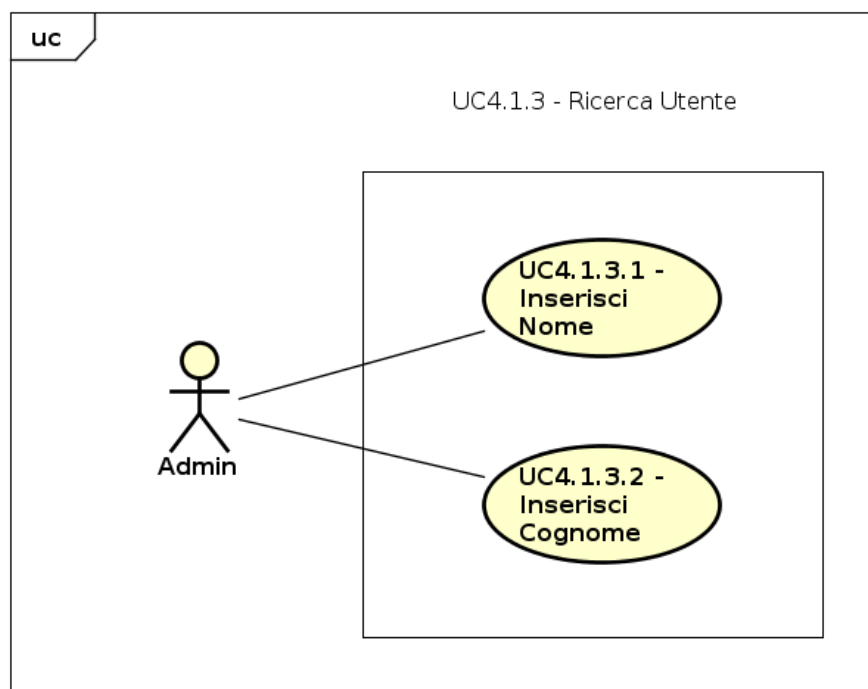 uc
UC4.1.3 - Ricerca Utente
UC4.1.3.1 -
Inserisci
Nome
Admin
UC4.1.3.2 -
Inserisci
Cognome